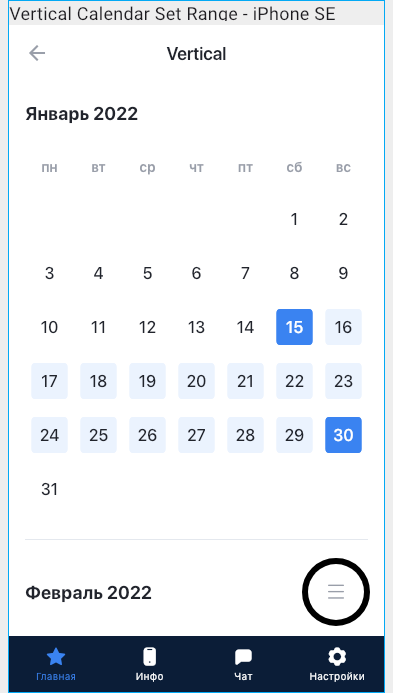 Vertical Calendar Set Range - iPhone SE
Vertical
Январь 2022
пн вт ср чт пт сб вс
1 2
3 4 5 6 7 8 9
10 11 12 13 14 15 16
17 18 19 20 21 22 23
24 25 26 27 28 29 30
31
Февраль 2022
Главная Инфо Чат Настройки